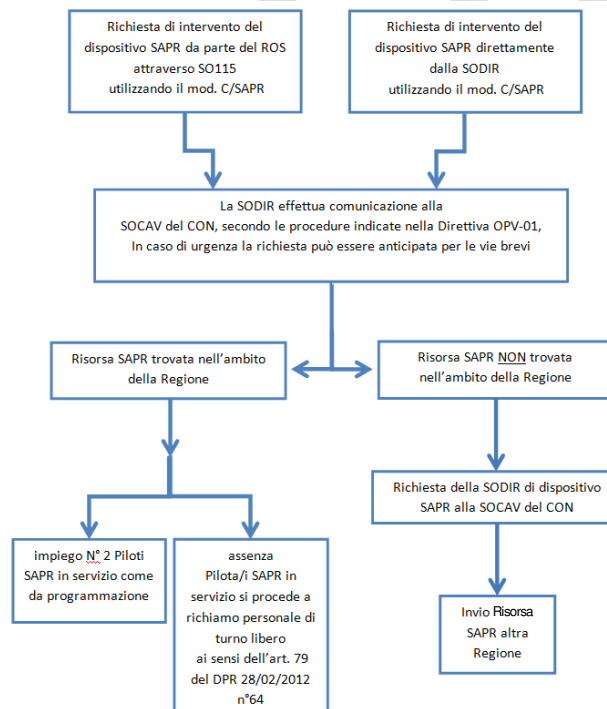 Richiesta di intervento del
dispositivo SAPR da parte del ROS
attraverso SO115
utilizzando il mod. C/SAPR
Richiesta di intervento del
dispositivo SAPR direttamente
dalla SODIR
utilizzando il mod. C/SAPR
La SODIR effettua comunicazione alla
SOCAV del CON, secondo le procedure indicate nella Direttiva OPV-01,
In caso di urgenza la richiesta può essere anticipata per le vie brevi
Risorsa SAPR trovata nell’ambito
della Regione
Risorsa SAPR NON trovata
nell’ambito della Regione
Richiesta della SODIR di dispositivo
SAPR alla SOCAV del CON
impiego N° 2 Piloti
SAPR in servizio come
da programmazione
assenza
Pilota/i SAPR in
servizio si procede a
richiamo personale di
turno libero
ai sensi dell’art. 79
del DPR 28/02/2012
n°64
Invio Risorsa
SAPR altra
Regione